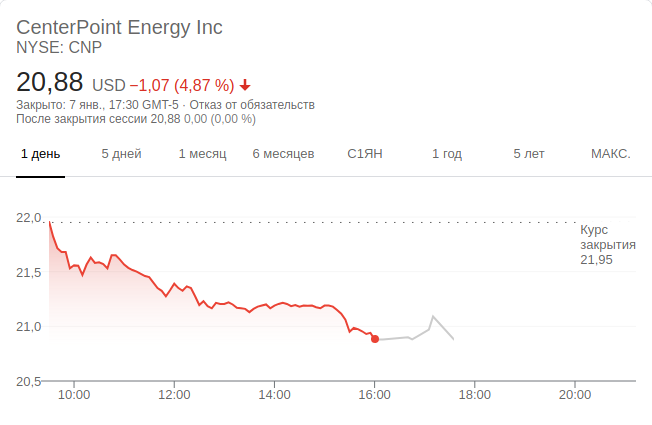 CenterPoint Energy Inc
NYSE: CNP
20,88 USD −1,07 (4,87 %)
Закрыто: 7 янв., 17:30 GMT-5 · Отказ от обязательств
После закрытия сессии 20,88 0,00 (0,00 %)
1 день 5 дней 1 месяц 6 месяцев С1ЯН 1 год 5 лет МАКС.
22,0
Курс
закрытия
21,95
21,5
21,0
20,5
10:00 12:00 14:00 16:00 18:00 20:00